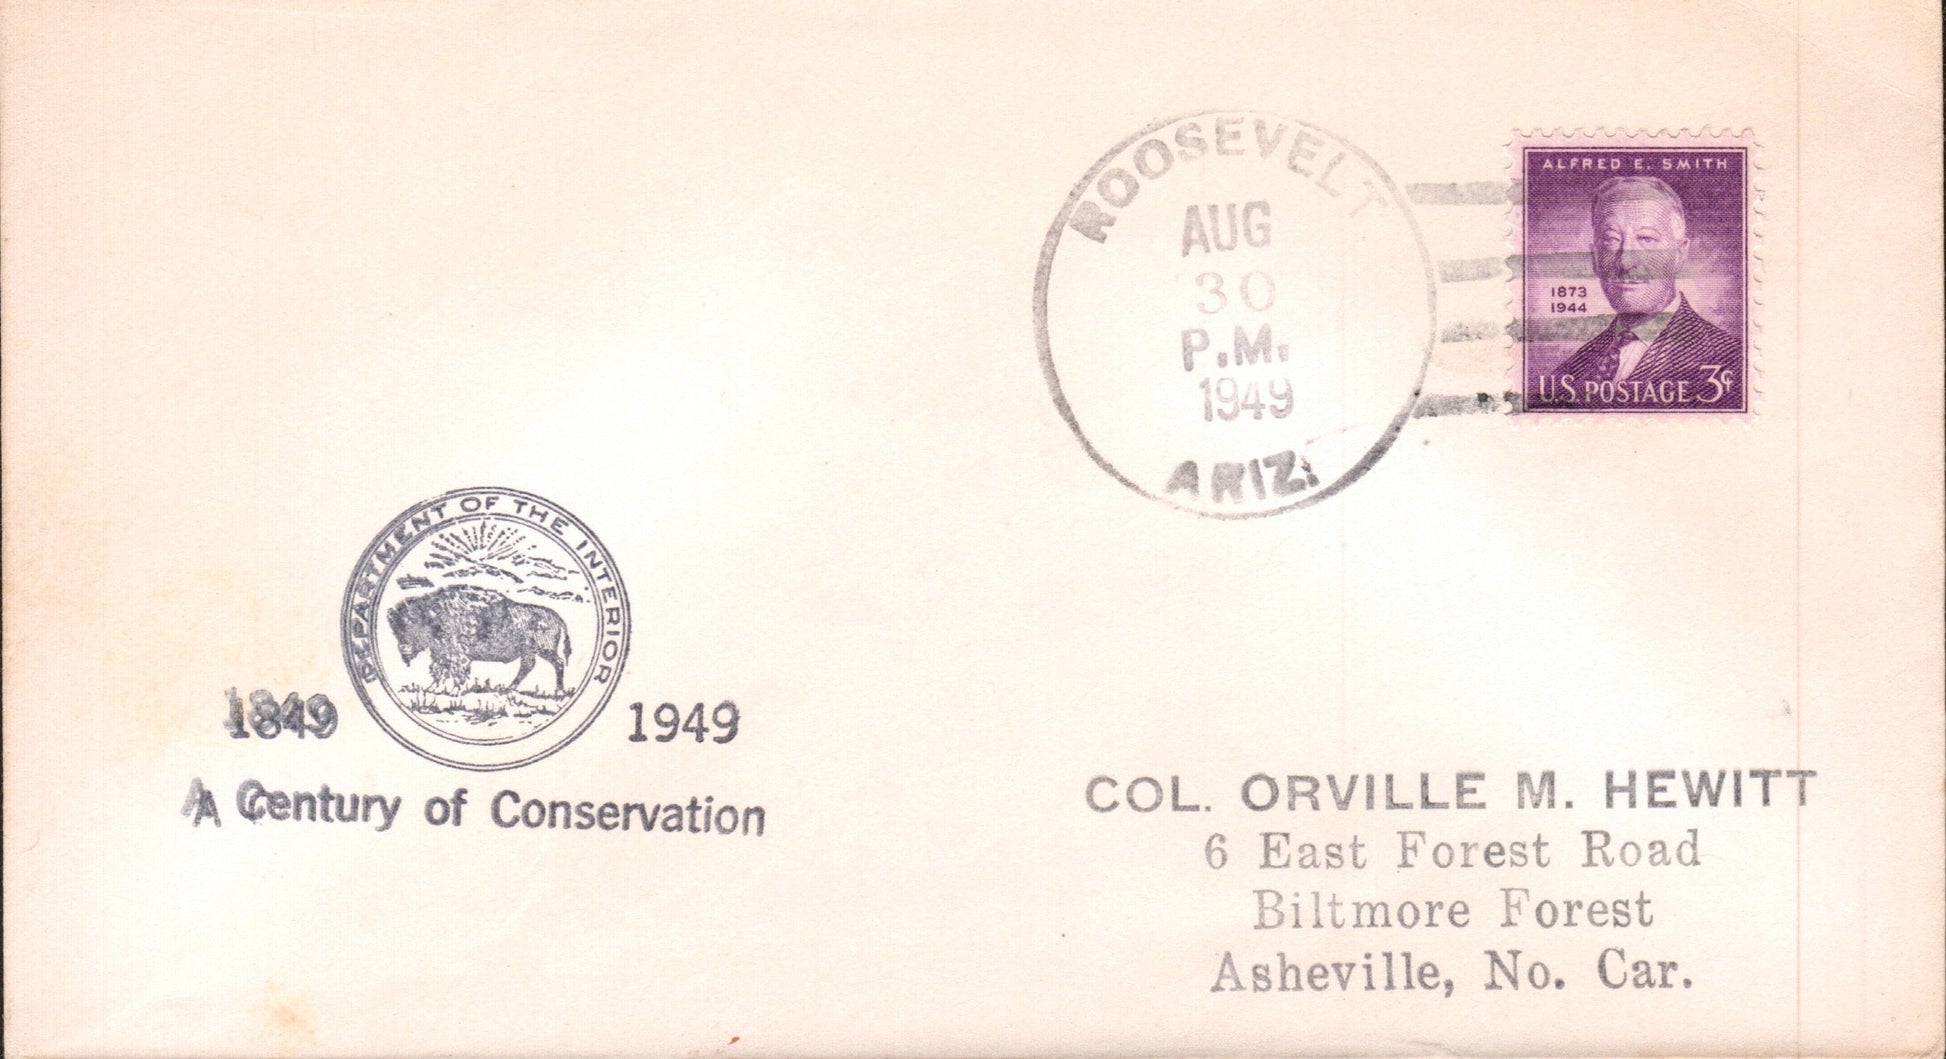 ROOSEVELT
AUG
30
P.M.
1949
ARIZ.
ALFRED E. SMITH
1873
1944
U.S. POSTAGE 3¢
DEPARTMENT OF THE INTERIOR
1849 1949
A Century of Conservation
COL. ORVILLE M. HEWITT
6 East Forest Road
Biltmore Forest
Asheville, No. Car.